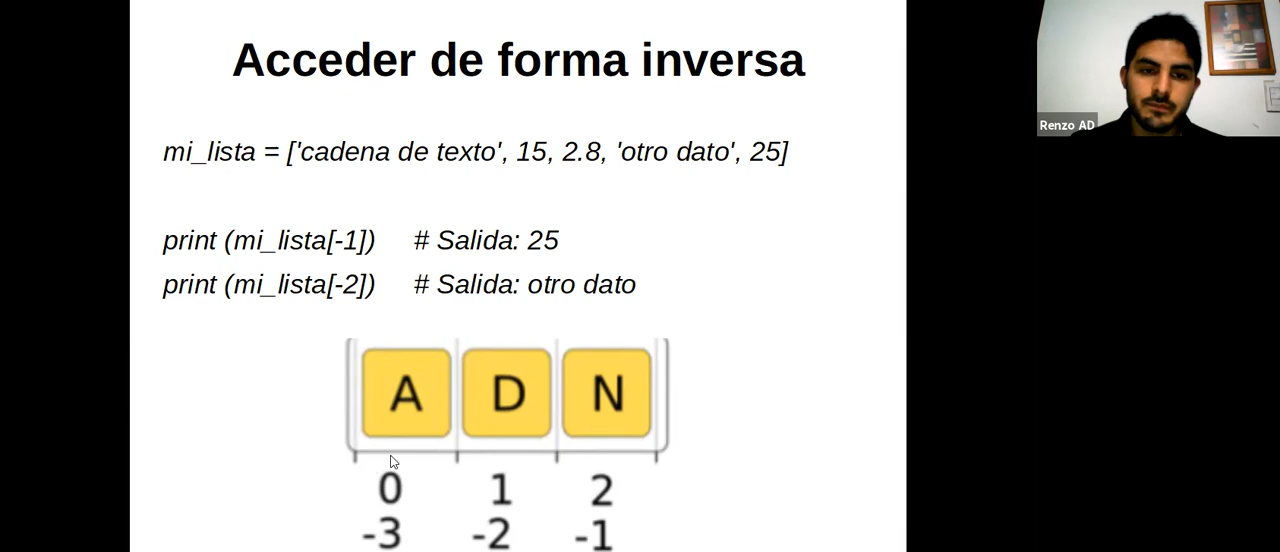 Acceder de forma inversa
mi_lista = ['cadena de texto', 15, 2.8, 'otro dato', 25]
print (mi_lista[-1]) # Salida: 25
print (mi_lista[-2]) # Salida: otro dato
A D N
0 1 2
-3 -2 -1
Renzo AD